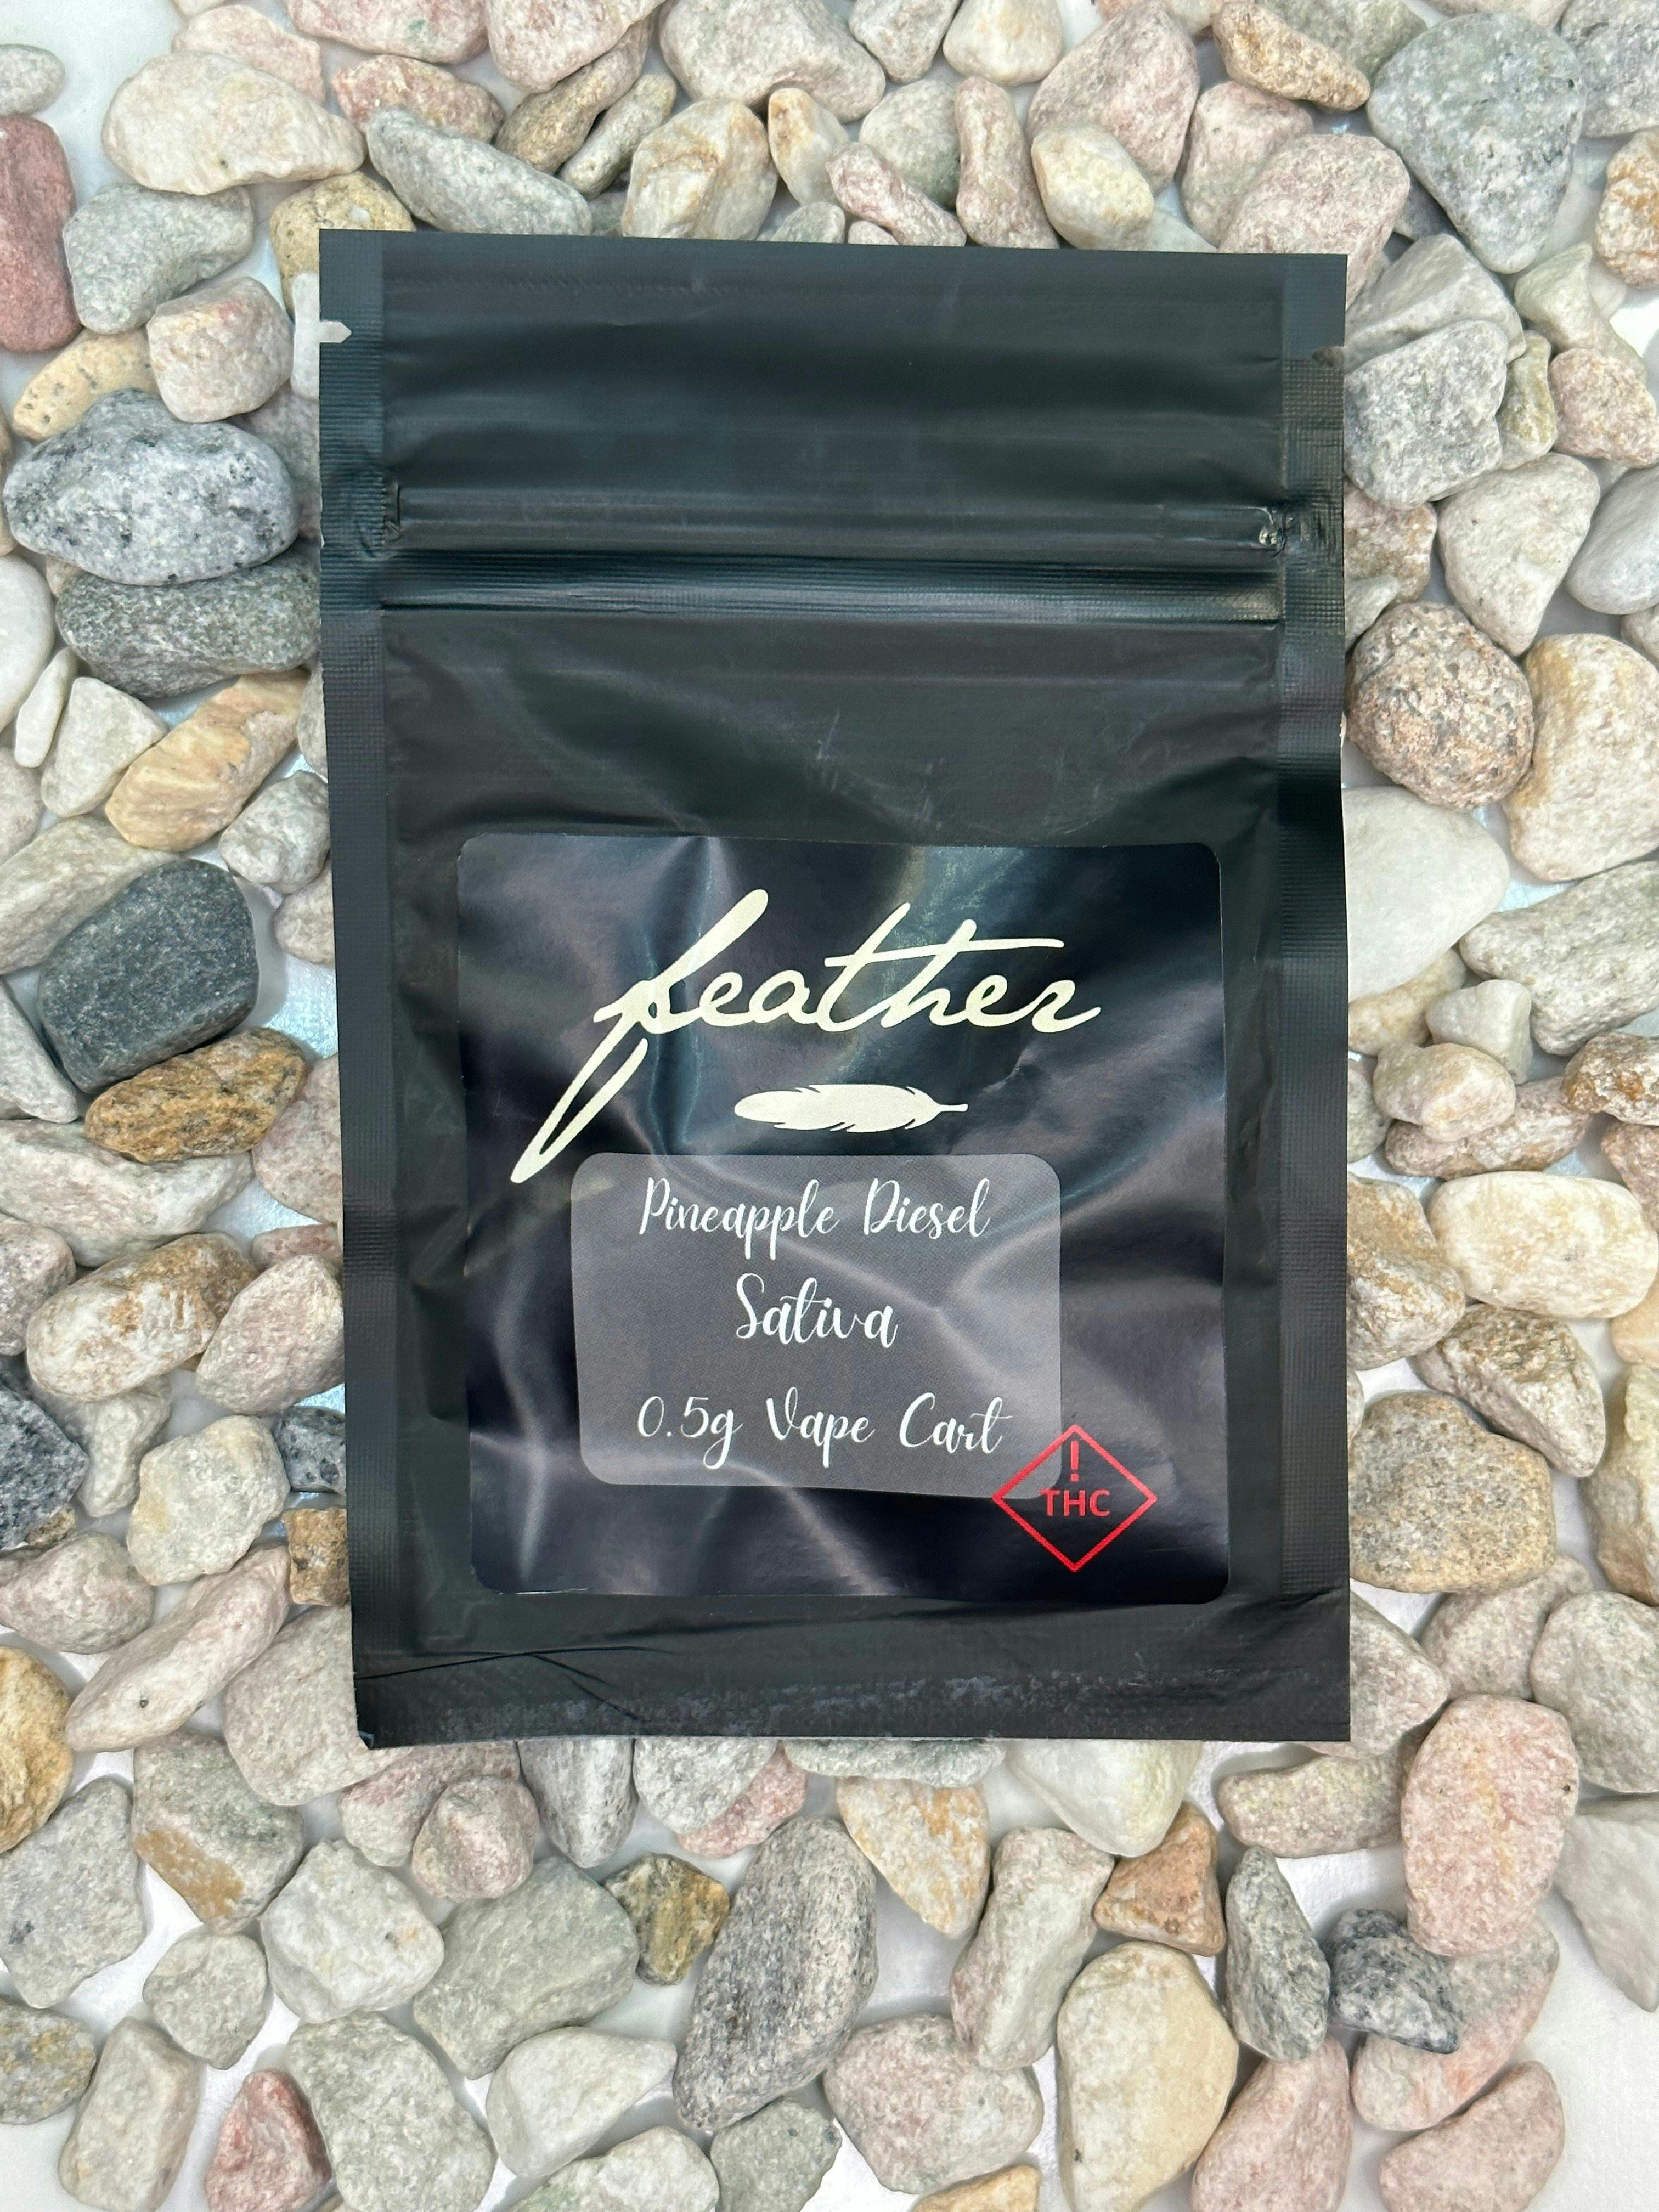 feather
Pineapple Diesel
Sativa
0.5g Vape Cart
!
THC